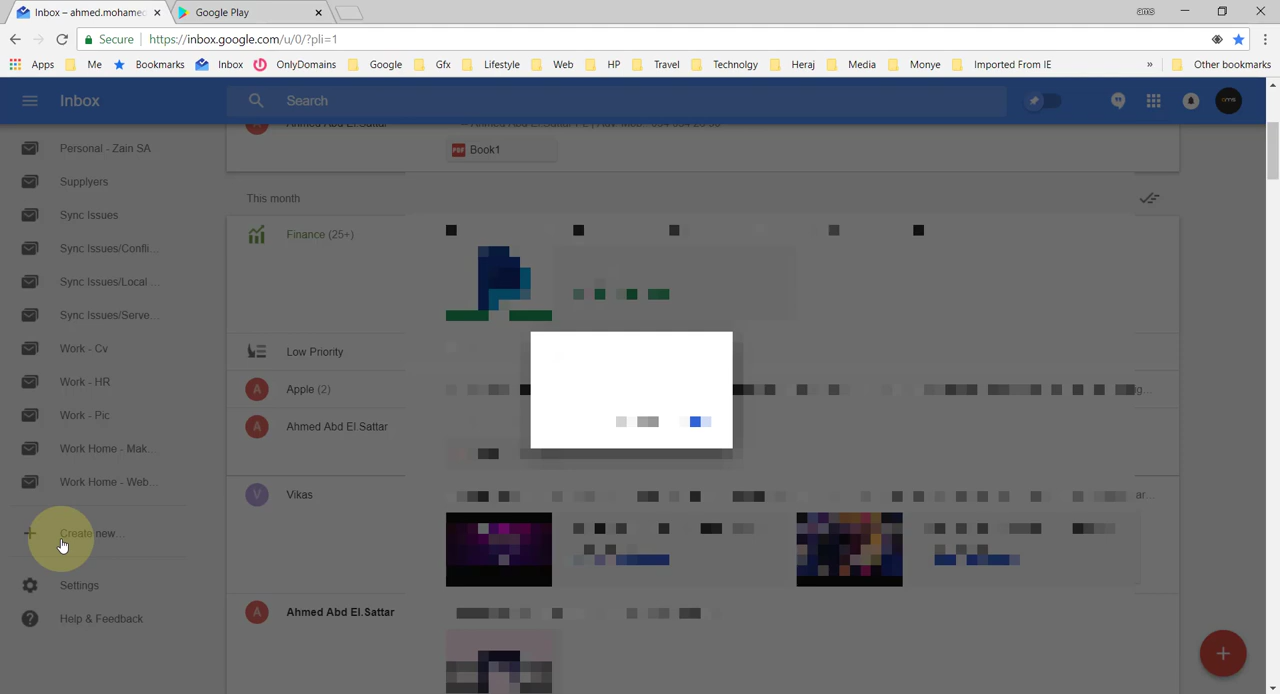 Inbox – ahmed.mohame
Google Play
ams
Secure https://inbox.google.com/u/0/?pli=1
Apps Me Bookmarks Inbox OnlyDomains Google Gfx Lifestyle Web HP Travel Technolgy Heraj Media Monye Imported From IE » Other bookmarks
Inbox Search
Ahmed Abd El.Sattar
Personal - Zain SA
PDF Book1
Supplyers
This month
Sync Issues
Finance (25+)
Sync Issues/Confli...
Sync Issues/Local ...
Sync Issues/Serve...
Work - Cv
Low Priority
Work - HR
A Apple (2)
Work - Pic
A Ahmed Abd El.Sattar
Work Home - Mak...
Work Home - Web...
V Vikas
Create new...
Settings
Help & Feedback
A Ahmed Abd El.Sattar